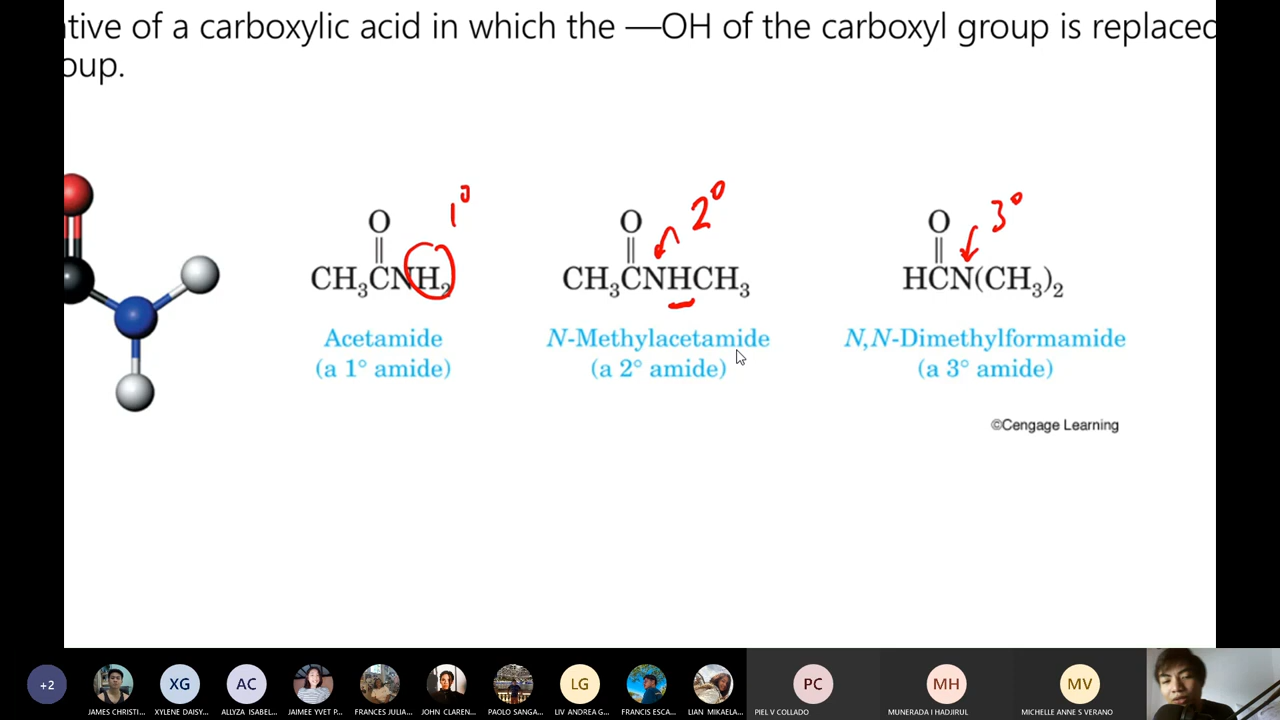 tive of a carboxylic acid in which the —OH of the carboxyl group is replaced
oup.
1°
2°
3°
O
O
O
CH₃CNH₂
CH₃CNHCH₃
HCN(CH₃)₂
Acetamide
N-Methylacetamide
N,N-Dimethylformamide
(a 1° amide)
(a 2° amide)
(a 3° amide)
©Cengage Learning
+2
XG
AC
LG
PC
MH
MV
JAMES CHRISTI...
XYLENE DAISY...
ALLYZA ISABEL...
JAIMEE YVET P...
FRANCES JULIA...
JOHN CLAREN...
PAOLO SANGA...
LIV ANDREA G...
FRANCIS ESCA...
LIAN MIKAELA...
PIEL V COLLADO
MUNERADA I HADJIRUL
MICHELLE ANNE S VERANO